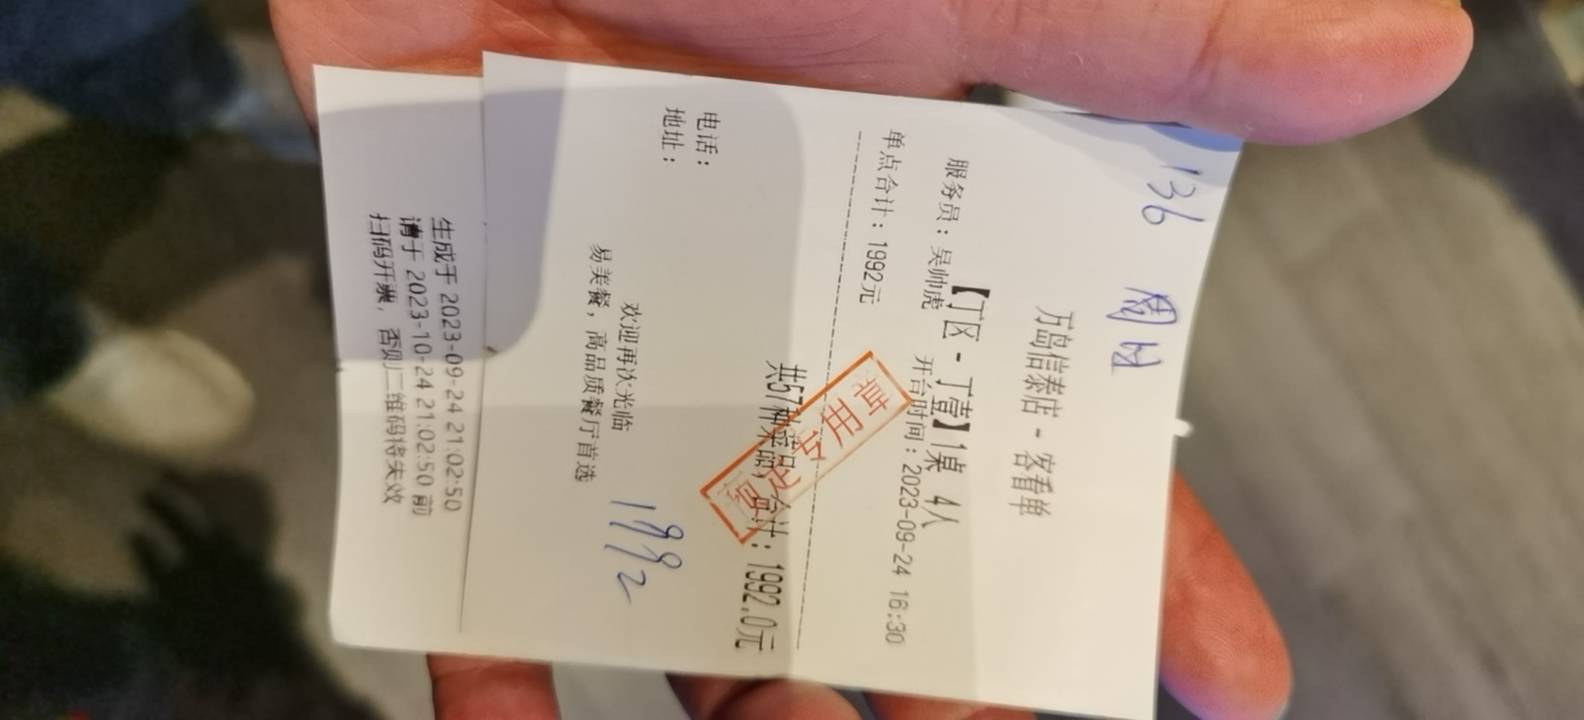 136
周日
万岛信泰店 - 客看单
【丁区 - 丁壹】1桌 4人
服务员：吴帅虎 开台时间：2023-09-24 16:30
单点合计：1992元
共57种菜品，合计：1992.0元
专用章
电话：
地址：
1992
欢迎再次光临
易美餐，高品质餐厅首选
生成于 2023-09-24 21:02:50
请于 2023-10-24 21:02:50 前
扫码开票，否则二维码将失效